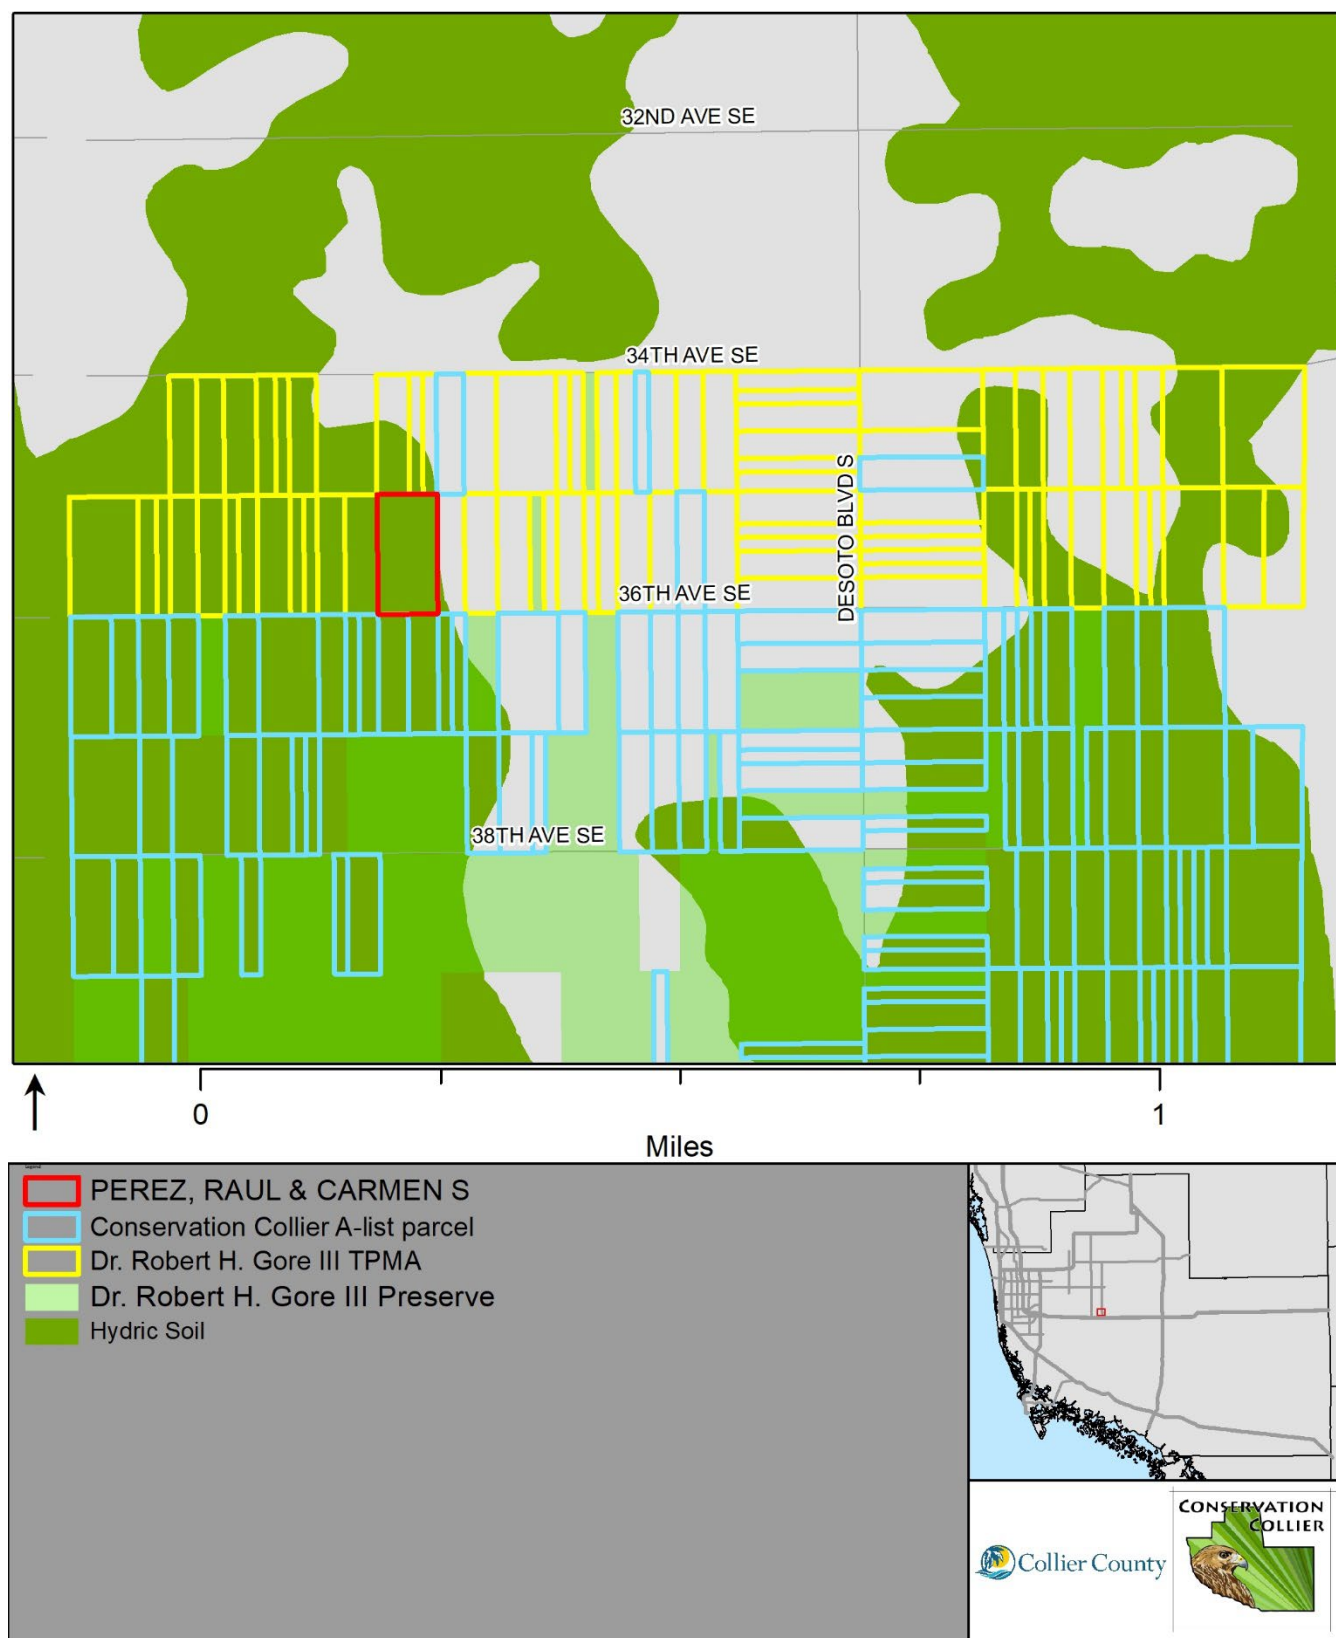 32ND AVE SE
34TH AVE SE
DESOTO BLVD S
36TH AVE SE
38TH AVE SE
0
1
Miles
Legend
PEREZ, RAUL & CARMEN S
Conservation Collier A-list parcel
Dr. Robert H. Gore III TPMA
Dr. Robert H. Gore III Preserve
Hydric Soil
Collier County
CONSERVATION
COLLIER